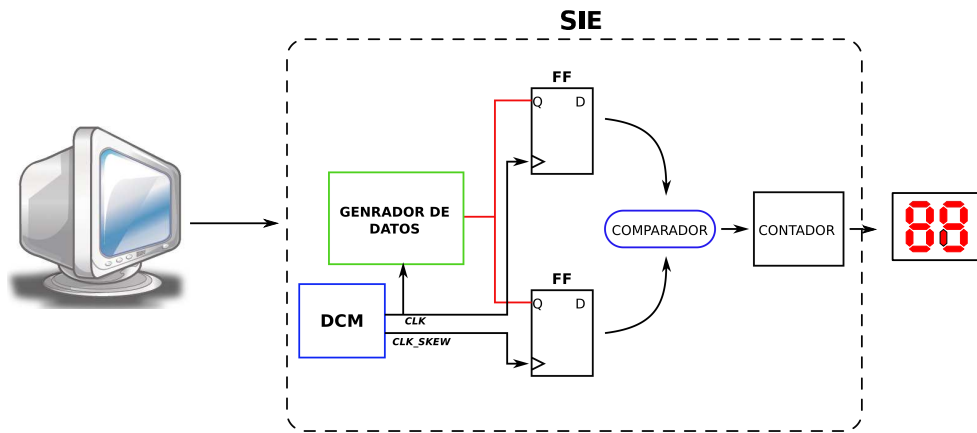 SIE
FF
Q D
GENRADOR DE
DATOS
COMPARADOR
CONTADOR
FF
Q D
DCM
CLK
CLK_SKEW
88